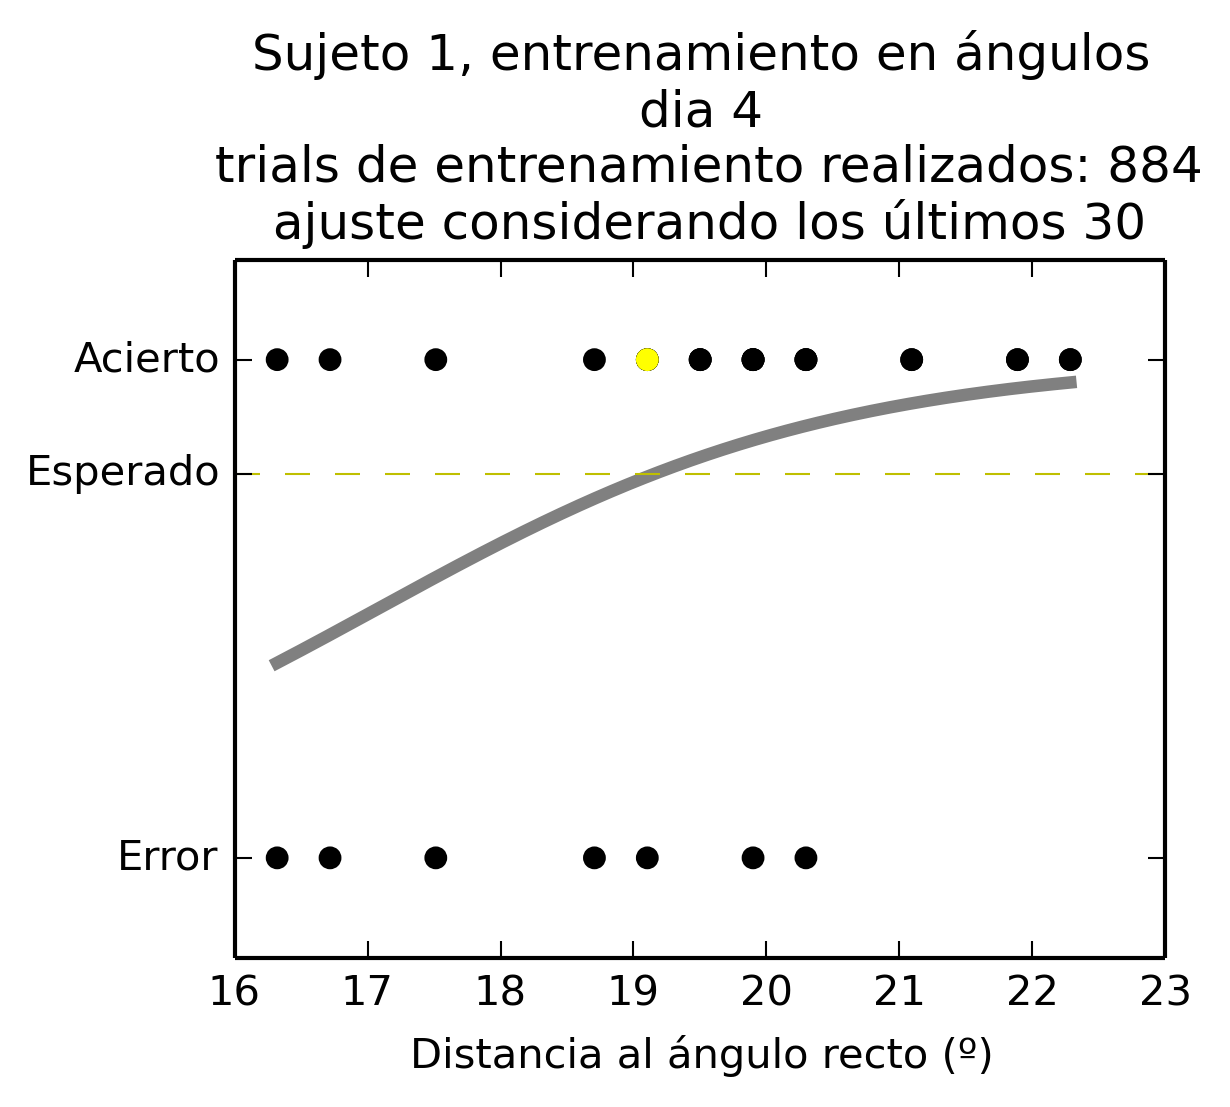 Sujeto 1, entrenamiento en ángulos
dia 4
trials de entrenamiento realizados: 884
ajuste considerando los últimos 30
Acierto
Esperado
Error
16 17 18 19 20 21 22 23
Distancia al ángulo recto (º)